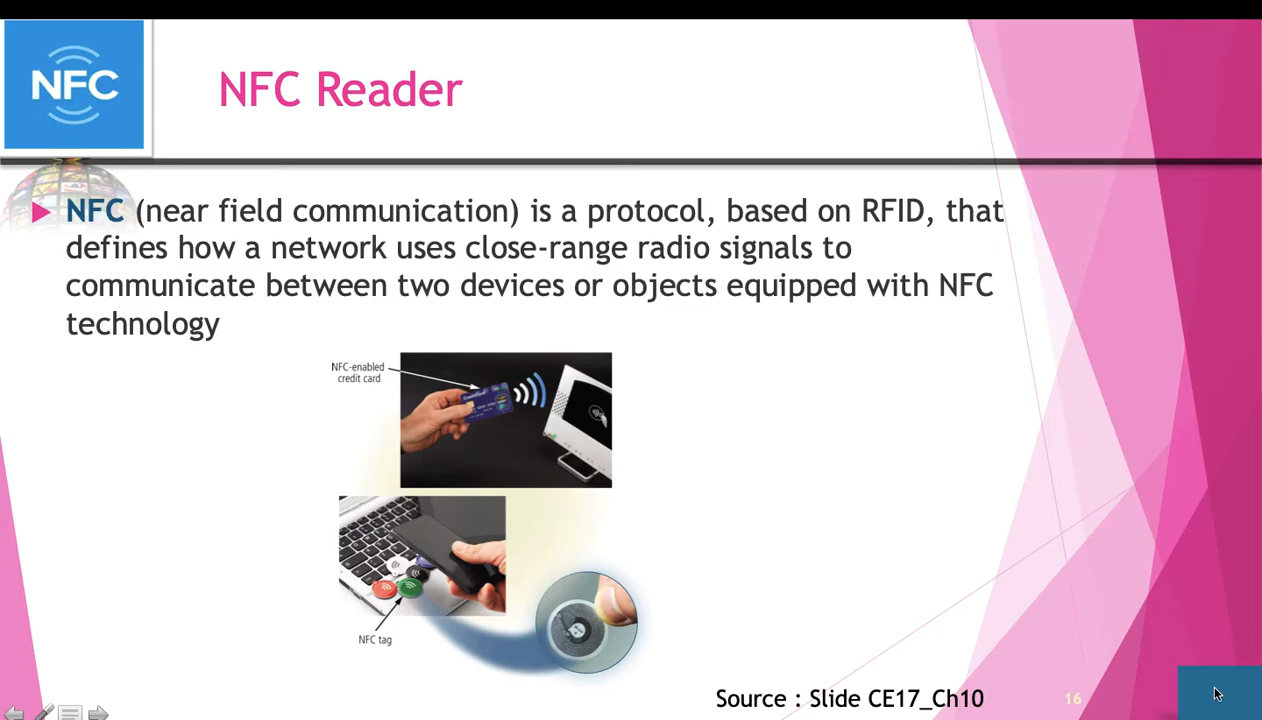 NFC
NFC Reader
NFC (near field communication) is a protocol, based on RFID, that
defines how a network uses close-range radio signals to
communicate between two devices or objects equipped with NFC
technology
NFC-enabled
credit card
NFC tag
Source : Slide CE17_Ch10
16